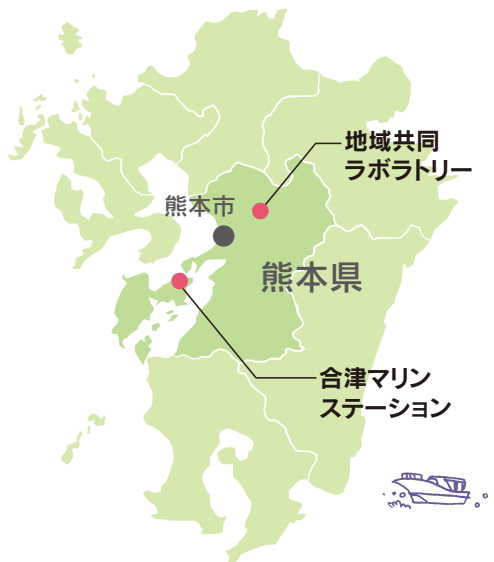 地域共同
ラボラトリー
熊本市
熊本県
合津マリン
ステーション